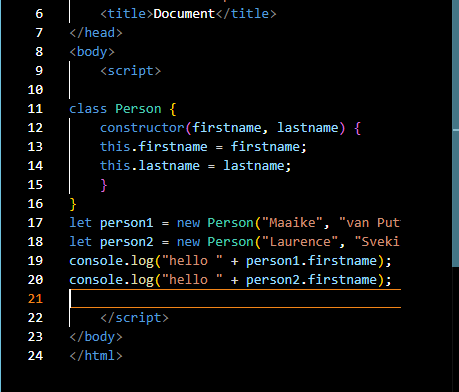 6 <title>Document</title>
7 </head>
8 <body>
9 <script>
10
11 class Person {
12 constructor(firstname, lastname) {
13 this.firstname = firstname;
14 this.lastname = lastname;
15 }
16 }
17 let person1 = new Person("Maaike", "van Put
18 let person2 = new Person("Laurence", "Sveki
19 console.log("hello " + person1.firstname);
20 console.log("hello " + person2.firstname);
21
22 </script>
23 </body>
24 </html>